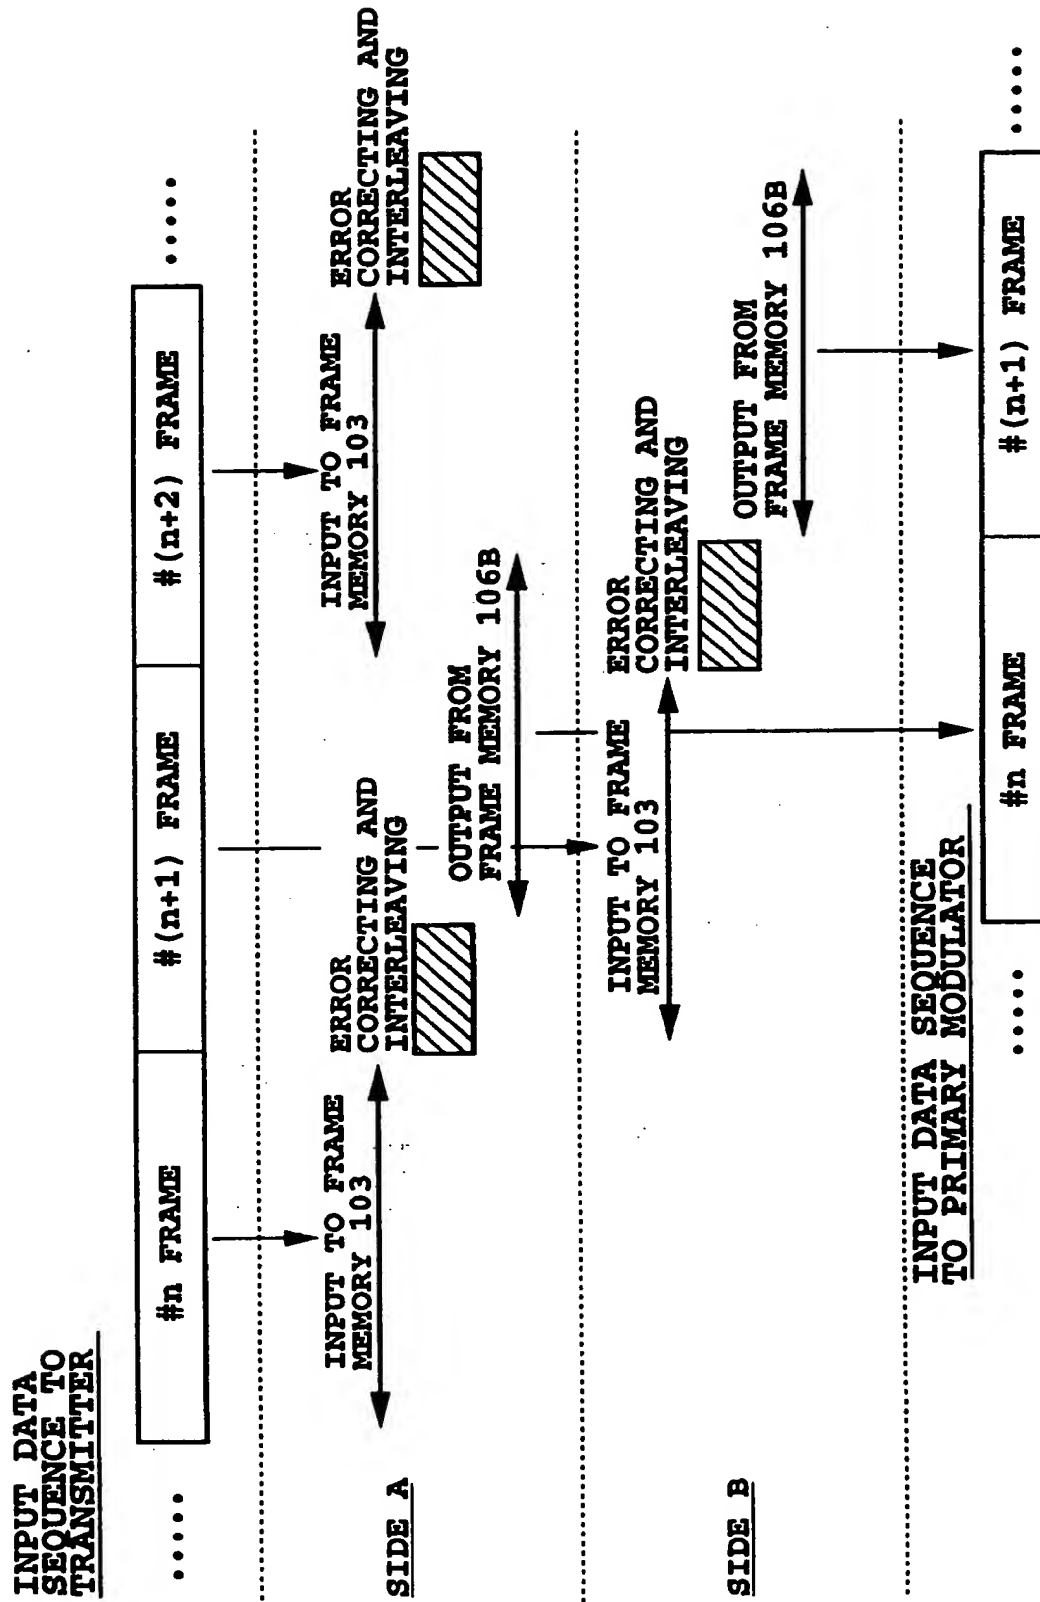 INPUT DATA
SEQUENCE TO
TRANSMITTER
..... #n FRAME #(n+1) FRAME #(n+2) FRAME .....
SIDE A
INPUT TO FRAME
MEMORY 103
ERROR
CORRECTING AND
INTERLEAVING
OUTPUT FROM
FRAME MEMORY 106B
INPUT TO FRAME
MEMORY 103
ERROR
CORRECTING AND
INTERLEAVING
SIDE B
INPUT TO FRAME
MEMORY 103
ERROR
CORRECTING AND
INTERLEAVING
OUTPUT FROM
FRAME MEMORY 106B
INPUT DATA SEQUENCE
TO PRIMARY MODULATOR
..... #n FRAME #(n+1) FRAME .....